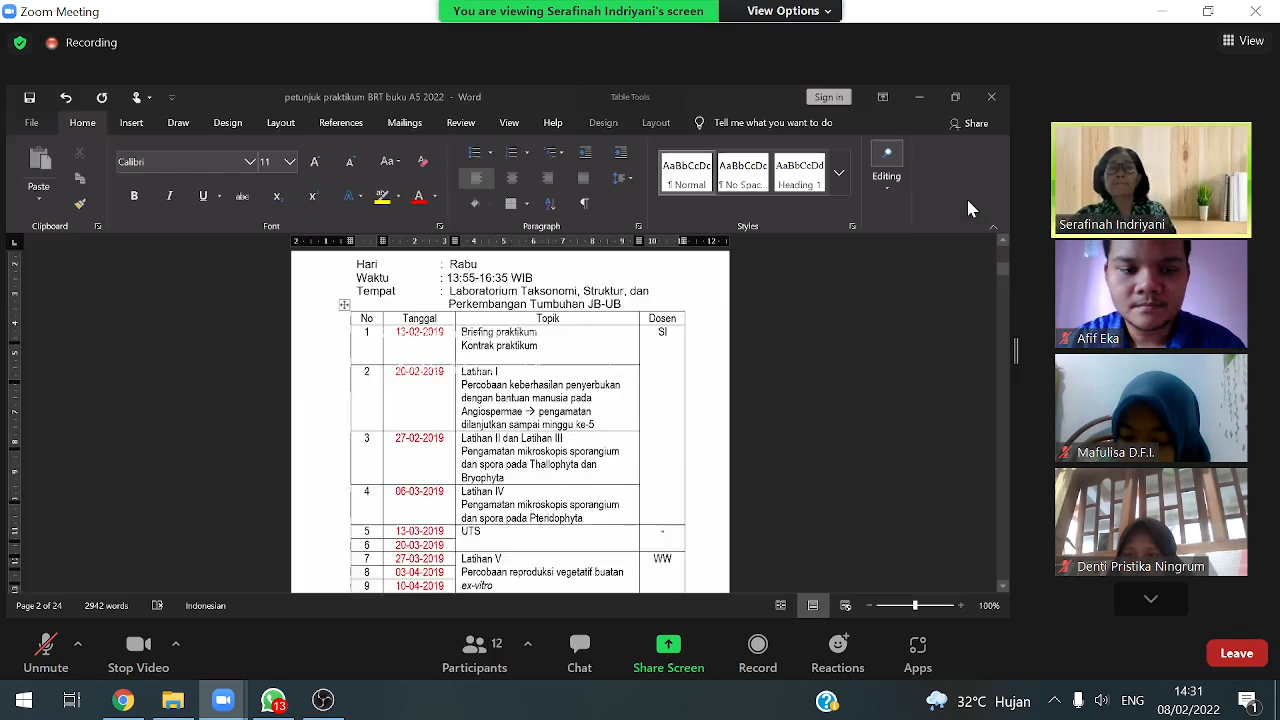 Zoom Meeting
You are viewing Serafinah Indriyani's screen
View Options
Recording
View
petunjuk praktikum BRT buku A5 2022 - Word
Table Tools
Sign in
File Home Insert Draw Design Layout References Mailings Review View Help Design Layout Tell me what you want to do Share
Paste
Calibri 11
AaBbCcDc AaBbCcDc AaBbCcDd
¶ Normal ¶ No Spac... Heading 1
Editing
Clipboard Font Paragraph Styles
Hari : Rabu
Waktu : 13:55-16:35 WIB
Tempat : Laboratorium Taksonomi, Struktur, dan
Perkembangan Tumbuhan JB-UB
No Tanggal Topik Dosen
1 13-02-2019 Briefing praktikum SI
Kontrak praktikum
2 20-02-2019 Latihan I
Percobaan keberhasilan penyerbukan
dengan bantuan manusia pada
Angiospermae → pengamatan
dilanjutkan sampai minggu ke-5
3 27-02-2019 Latihan II dan Latihan III
Pengamatan mikroskopis sporangium
dan spora pada Thallophyta dan
Bryophyta
4 06-03-2019 Latihan IV
Pengamatan mikroskopis sporangium
dan spora pada Pteridophyta
5 13-03-2019 UTS -
6 20-03-2019
7 27-03-2019 Latihan V WW
8 03-04-2019 Percobaan reproduksi vegetatif buatan
9 10-04-2019 ex-vitro
Page 2 of 24 2942 words Indonesian 100%
Serafinah Indriyani
Afif Eka
Mafulisa D.F.I.
Denti Pristika Ningrum
Unmute
Stop Video
Participants 12
Chat
Share Screen
Record
Reactions
Apps
Leave
13
32°C Hujan
ENG
14:31
08/02/2022
1